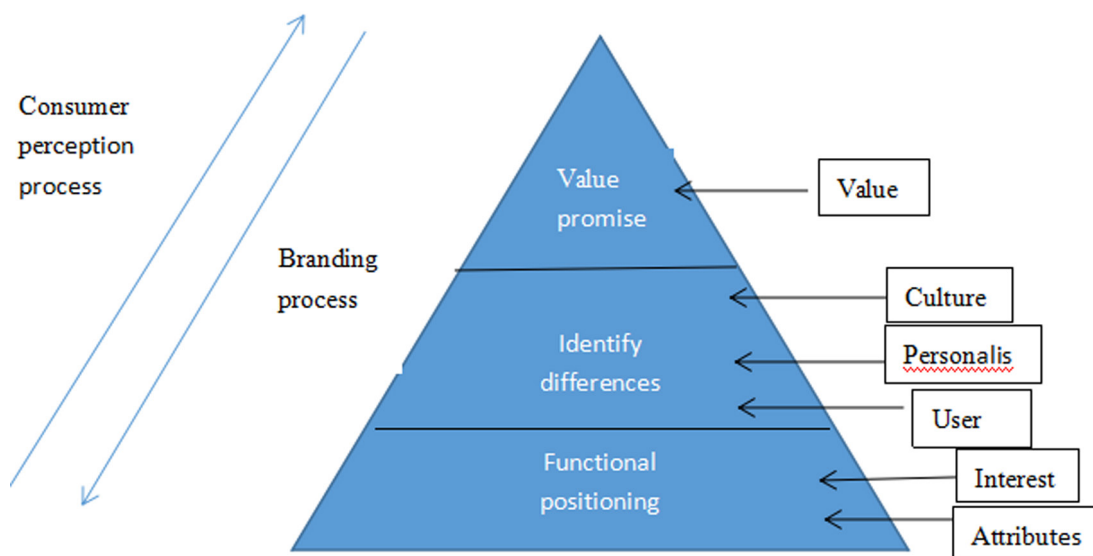 Consumer
perception
process
Branding
process
Value
promise
Identify
differences
Functional
positioning
Value
Culture
Personalis
User
Interest
Attributes